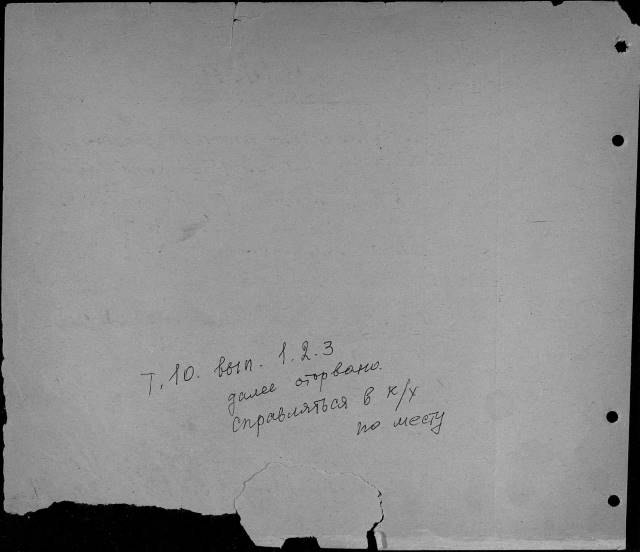 Т.10. вып. 1.2.3
далее оторвано.
справляться в к/х
по месту